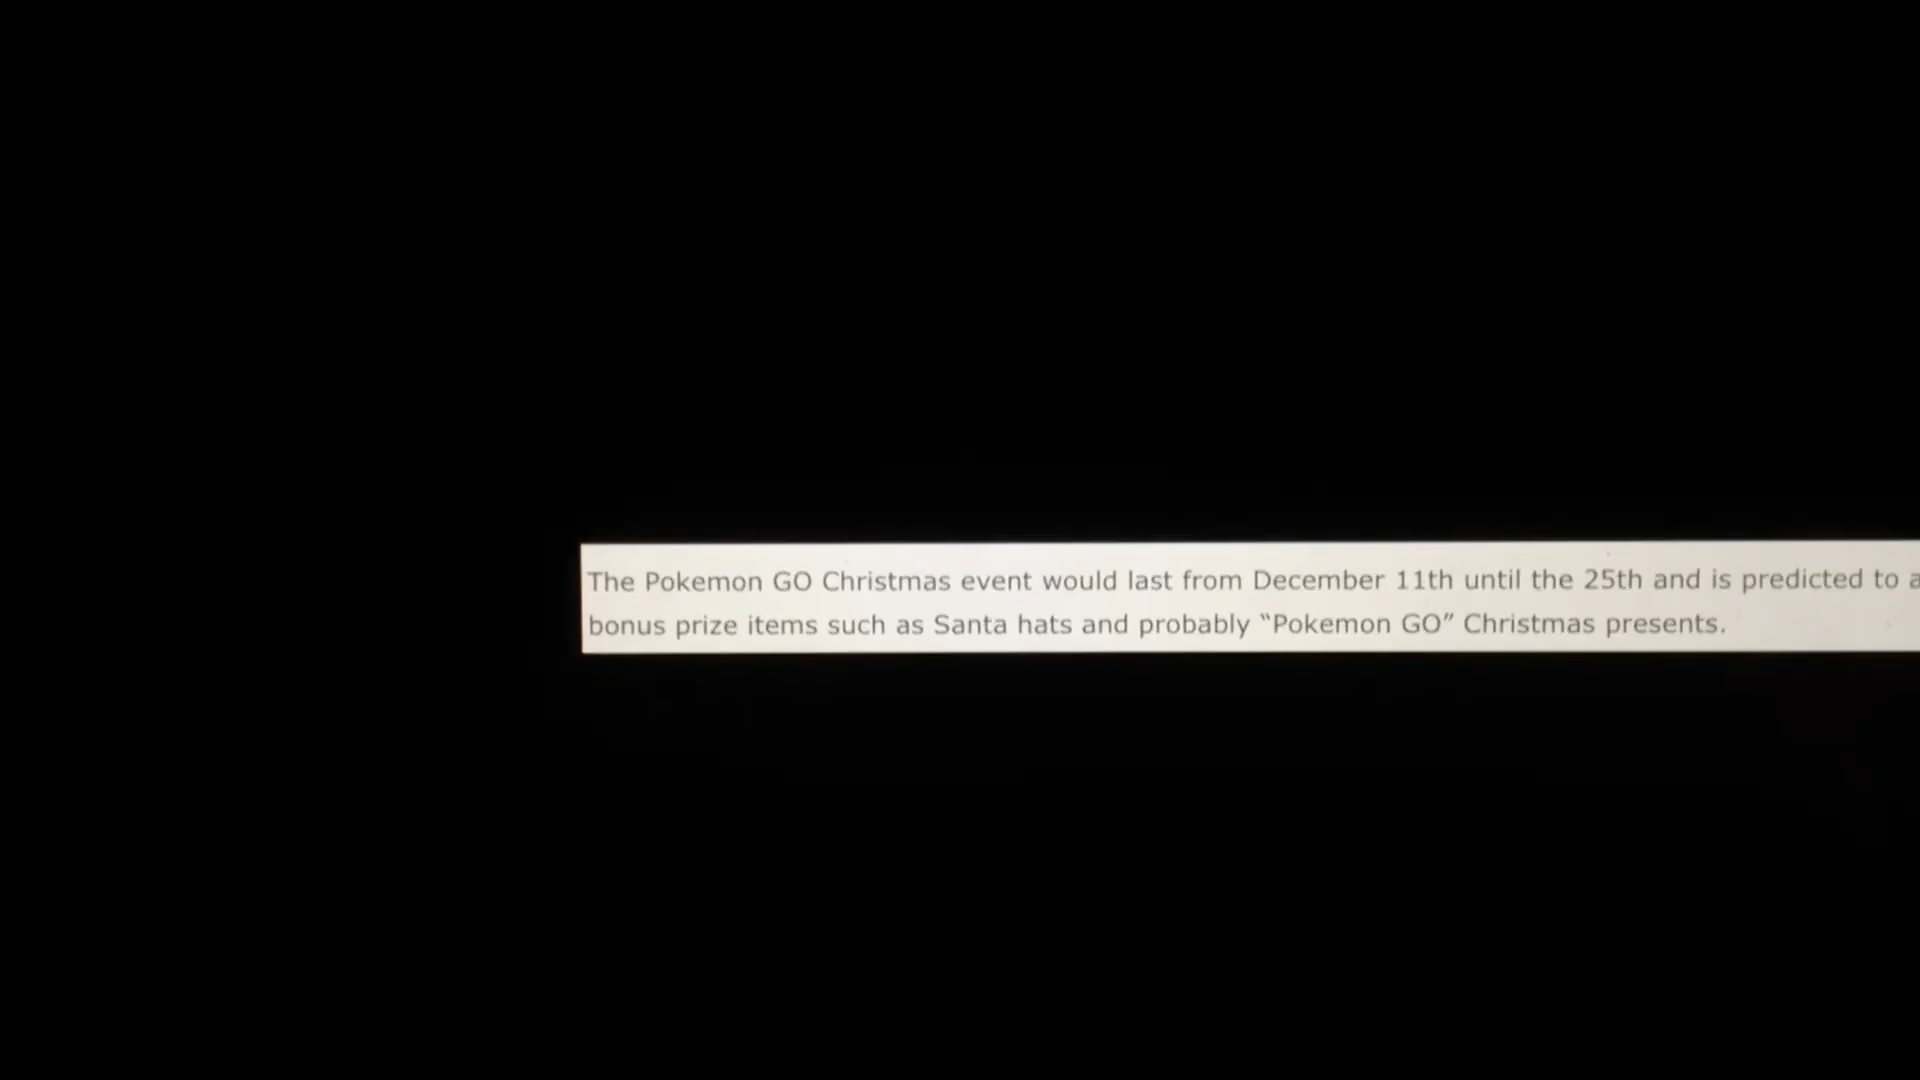 The Pokemon GO Christmas event would last from December 11th until the 25th and is predicted to
bonus prize items such as Santa hats and probably “Pokemon GO” Christmas presents.